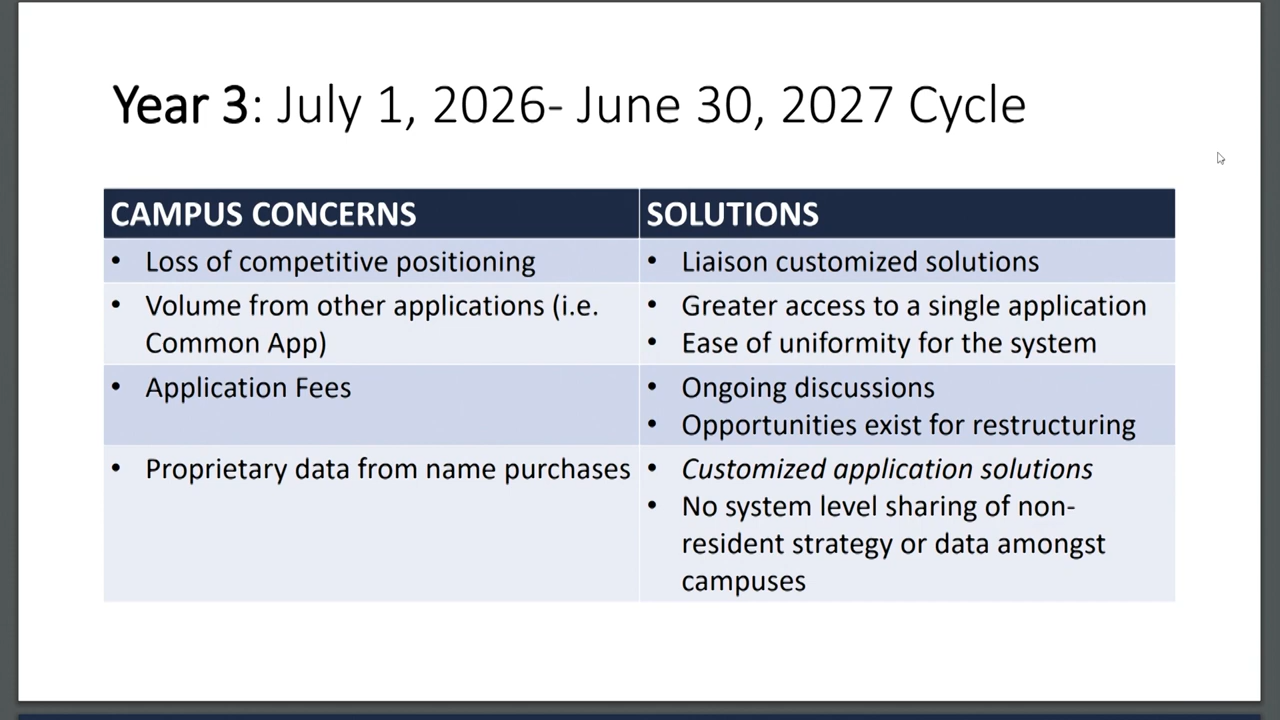 Year 3: July 1, 2026- June 30, 2027 Cycle
CAMPUS CONCERNS
SOLUTIONS
• Loss of competitive positioning
• Liaison customized solutions
• Volume from other applications (i.e.
Common App)
• Greater access to a single application
• Ease of uniformity for the system
• Application Fees
• Ongoing discussions
• Opportunities exist for restructuring
• Proprietary data from name purchases
• Customized application solutions
• No system level sharing of non-
resident strategy or data amongst
campuses